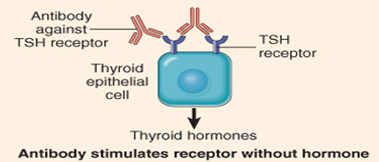 Antibody
against
TSH receptor
TSH
receptor
Thyroid
epithelial
cell
Thyroid hormones
Antibody stimulates receptor without hormone